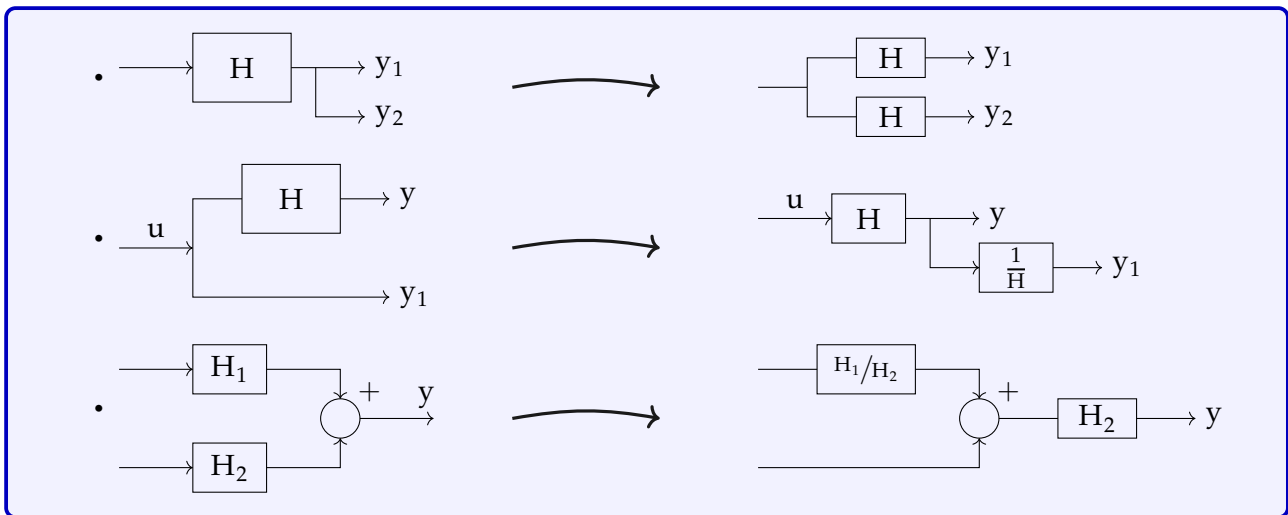 • H y₁ H y₁
y₂ H y₂
• u H y u H y
y₁ 1/H y₁
• H₁ + y H₁/H₂ + H₂ y
H₂